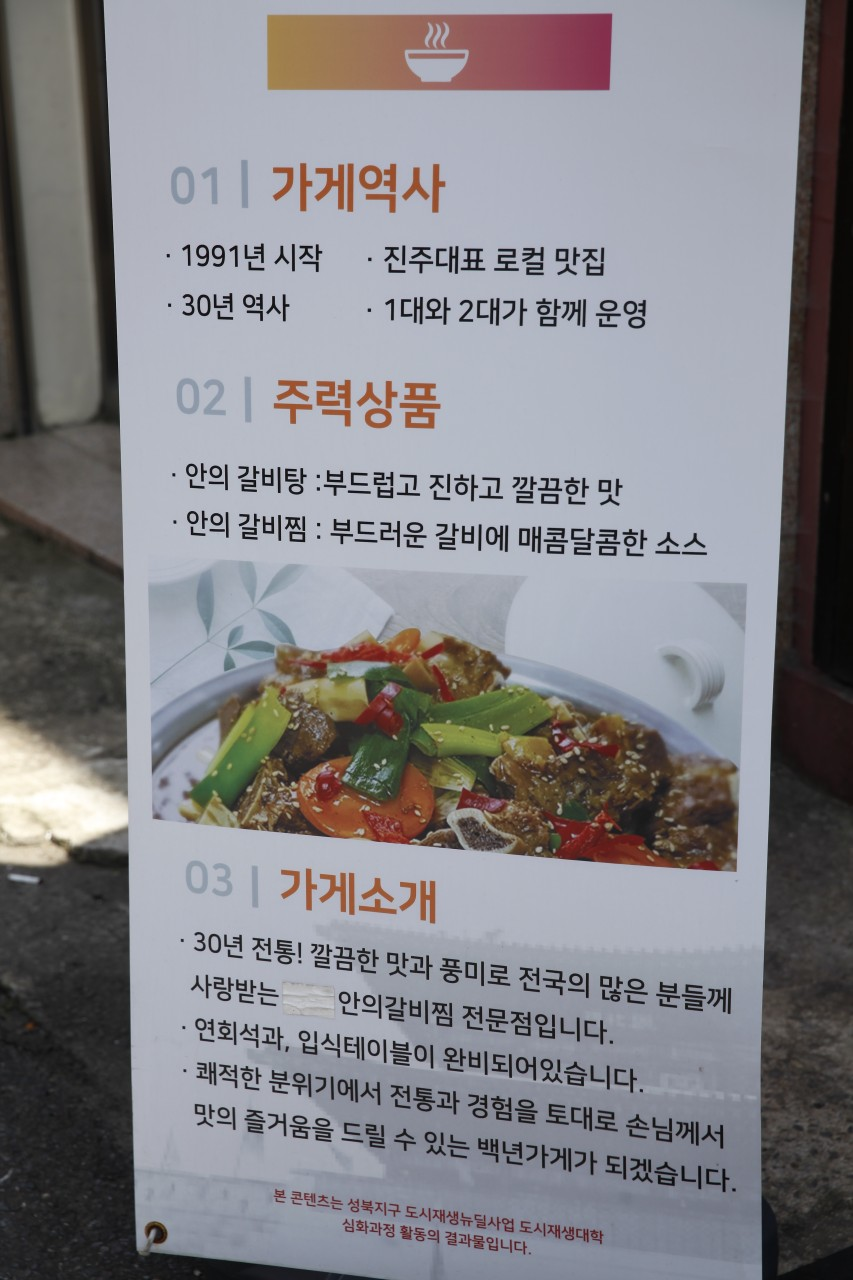 01 | 가게역사
· 1991년 시작 · 진주대표 로컬 맛집
· 30년 역사 · 1대와 2대가 함께 운영
02 | 주력상품
· 안의 갈비탕 :부드럽고 진하고 깔끔한 맛
· 안의 갈비찜 : 부드러운 갈비에 매콤달콤한 소스
03 | 가게소개
· 30년 전통! 깔끔한 맛과 풍미로 전국의 많은 분들께
사랑받는 안의갈비찜 전문점입니다.
· 연회석과, 입식테이블이 완비되어있습니다.
· 쾌적한 분위기에서 전통과 경험을 토대로 손님께서
맛의 즐거움을 드릴 수 있는 백년가게가 되겠습니다.
본 콘텐츠는 성북지구 도시재생뉴딜사업 도시재생대학
심화과정 활동의 결과물입니다.